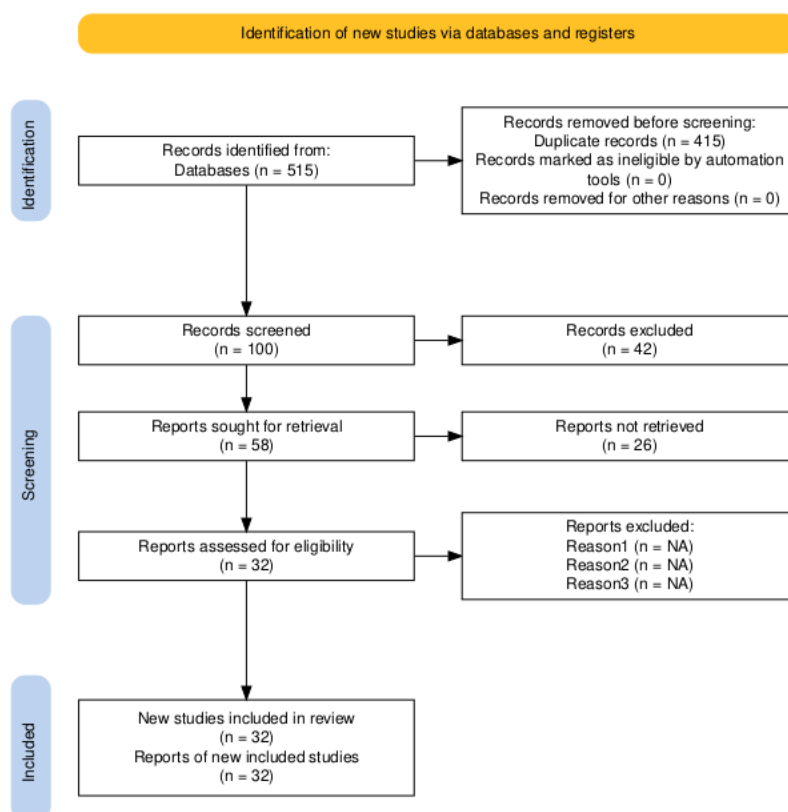 Identification of new studies via databases and registers
Identification
Records identified from:
Databases (n = 515)
Records removed before screening:
Duplicate records (n = 415)
Records marked as ineligible by automation
tools (n = 0)
Records removed for other reasons (n = 0)
Screening
Records screened
(n = 100)
Records excluded
(n = 42)
Reports sought for retrieval
(n = 58)
Reports not retrieved
(n = 26)
Reports assessed for eligibility
(n = 32)
Reports excluded:
Reason1 (n = NA)
Reason2 (n = NA)
Reason3 (n = NA)
Included
New studies included in review
(n = 32)
Reports of new included studies
(n = 32)